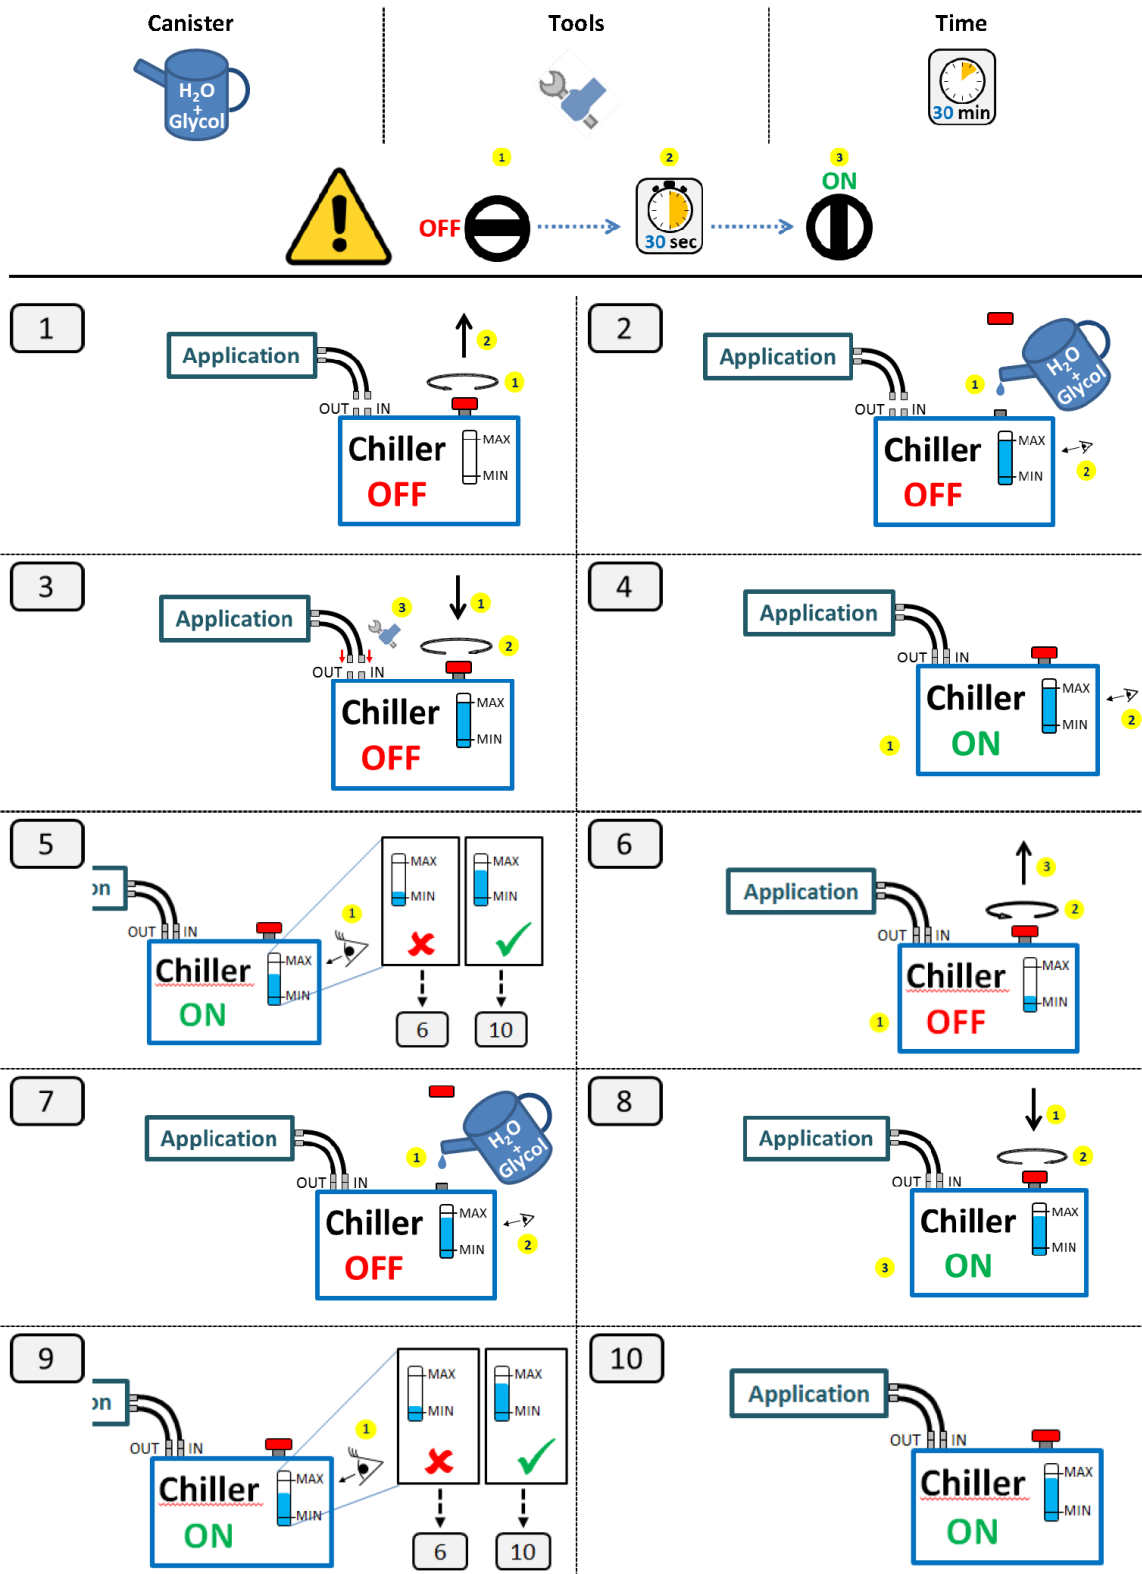 Canister
Tools
Time
H₂O
+
Glycol
30 min
1
2
3
ON
OFF
30 sec
1
Application
2
1
OUT
IN
Chiller
MAX
MIN
OFF
2
Application
1
H₂O
+
Glycol
OUT
IN
Chiller
MAX
MIN
2
OFF
3
Application
3
1
2
OUT
IN
Chiller
MAX
MIN
OFF
4
Application
OUT
IN
Chiller
MAX
MIN
2
1
ON
5
on
OUT
IN
1
Chiller
MAX
MIN
ON
MAX
MIN
MAX
MIN
6
10
6
Application
3
2
OUT
IN
Chiller
MAX
MIN
1
OFF
7
Application
1
H₂O
+
Glycol
OUT
IN
Chiller
MAX
MIN
2
OFF
8
Application
1
2
OUT
IN
Chiller
MAX
MIN
3
ON
9
on
OUT
IN
1
Chiller
MAX
MIN
ON
MAX
MIN
MAX
MIN
6
10
10
Application
OUT
IN
Chiller
MAX
MIN
ON